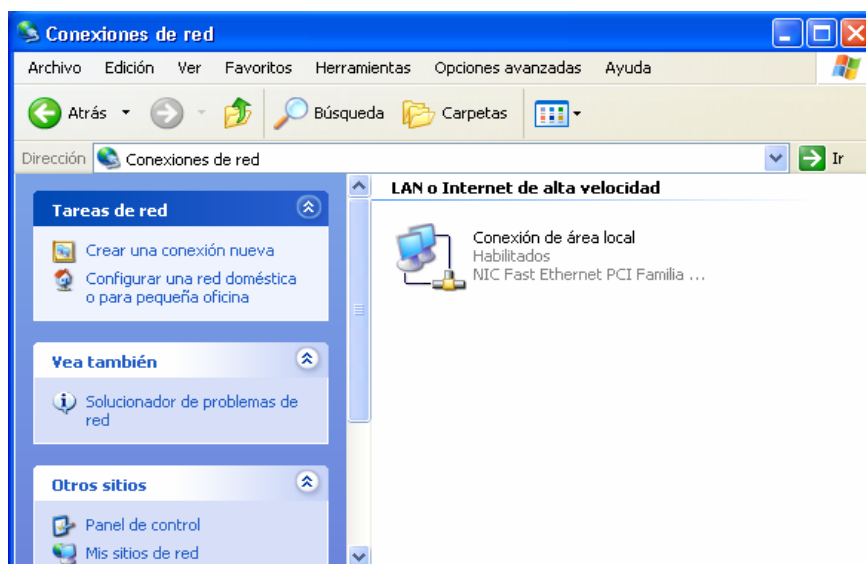 Conexiones de red
Archivo Edición Ver Favoritos Herramientas Opciones avanzadas Ayuda
Atrás Búsqueda Carpetas
Dirección Conexiones de red Ir
Tareas de red
Crear una conexión nueva
Configurar una red doméstica
o para pequeña oficina
Vea también
Solucionador de problemas de
red
Otros sitios
Panel de control
Mis sitios de red
LAN o Internet de alta velocidad
Conexión de área local
Habilitados
NIC Fast Ethernet PCI Familia ...